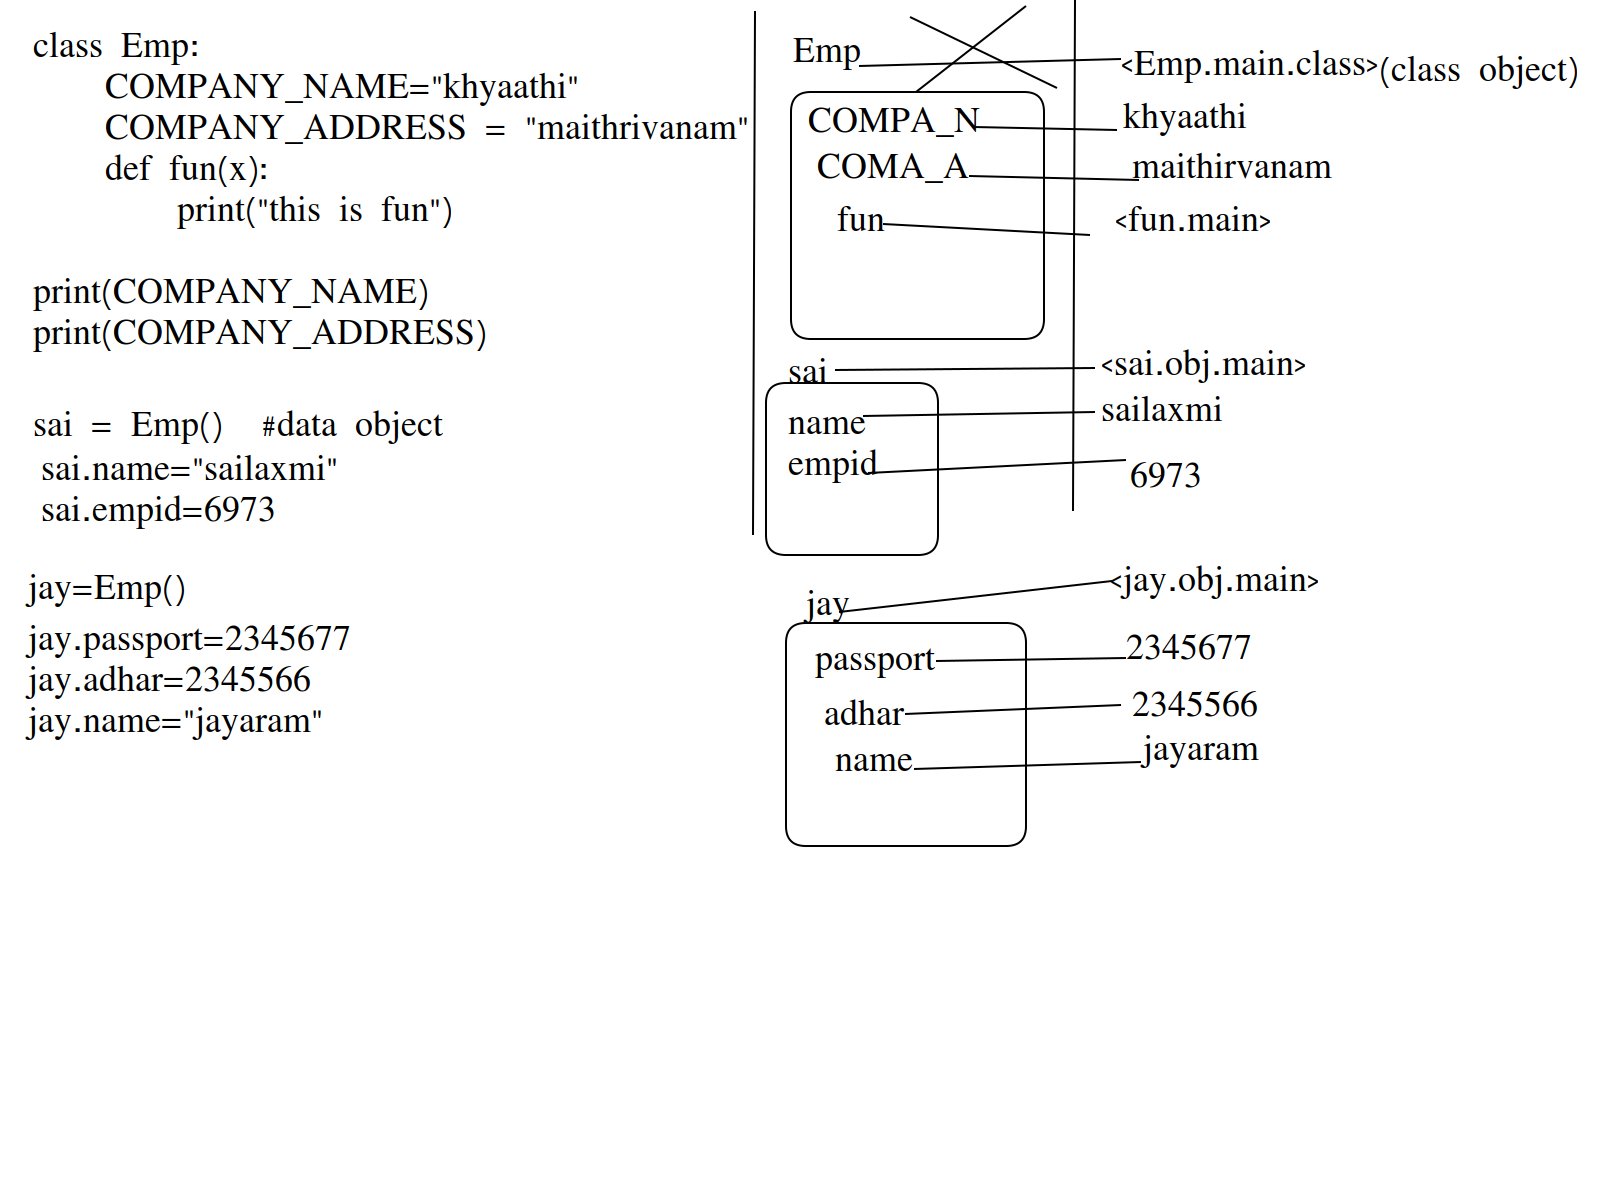 class Emp:
COMPANY_NAME="khyaathi"
COMPANY_ADDRESS = "maithrivanam"
def fun(x):
print("this is fun")
print(COMPANY_NAME)
print(COMPANY_ADDRESS)
sai = Emp() #data object
sai.name="sailaxmi"
sai.empid=6973
jay=Emp()
jay.passport=2345677
jay.adhar=2345566
jay.name="jayaram"
Emp <Emp.main.class>(class object)
COMPA_N khyaathi
COMA_A maithirvanam
fun <fun.main>
sai <sai.obj.main>
name sailaxmi
empid 6973
jay <jay.obj.main>
passport 2345677
adhar 2345566
name jayaram